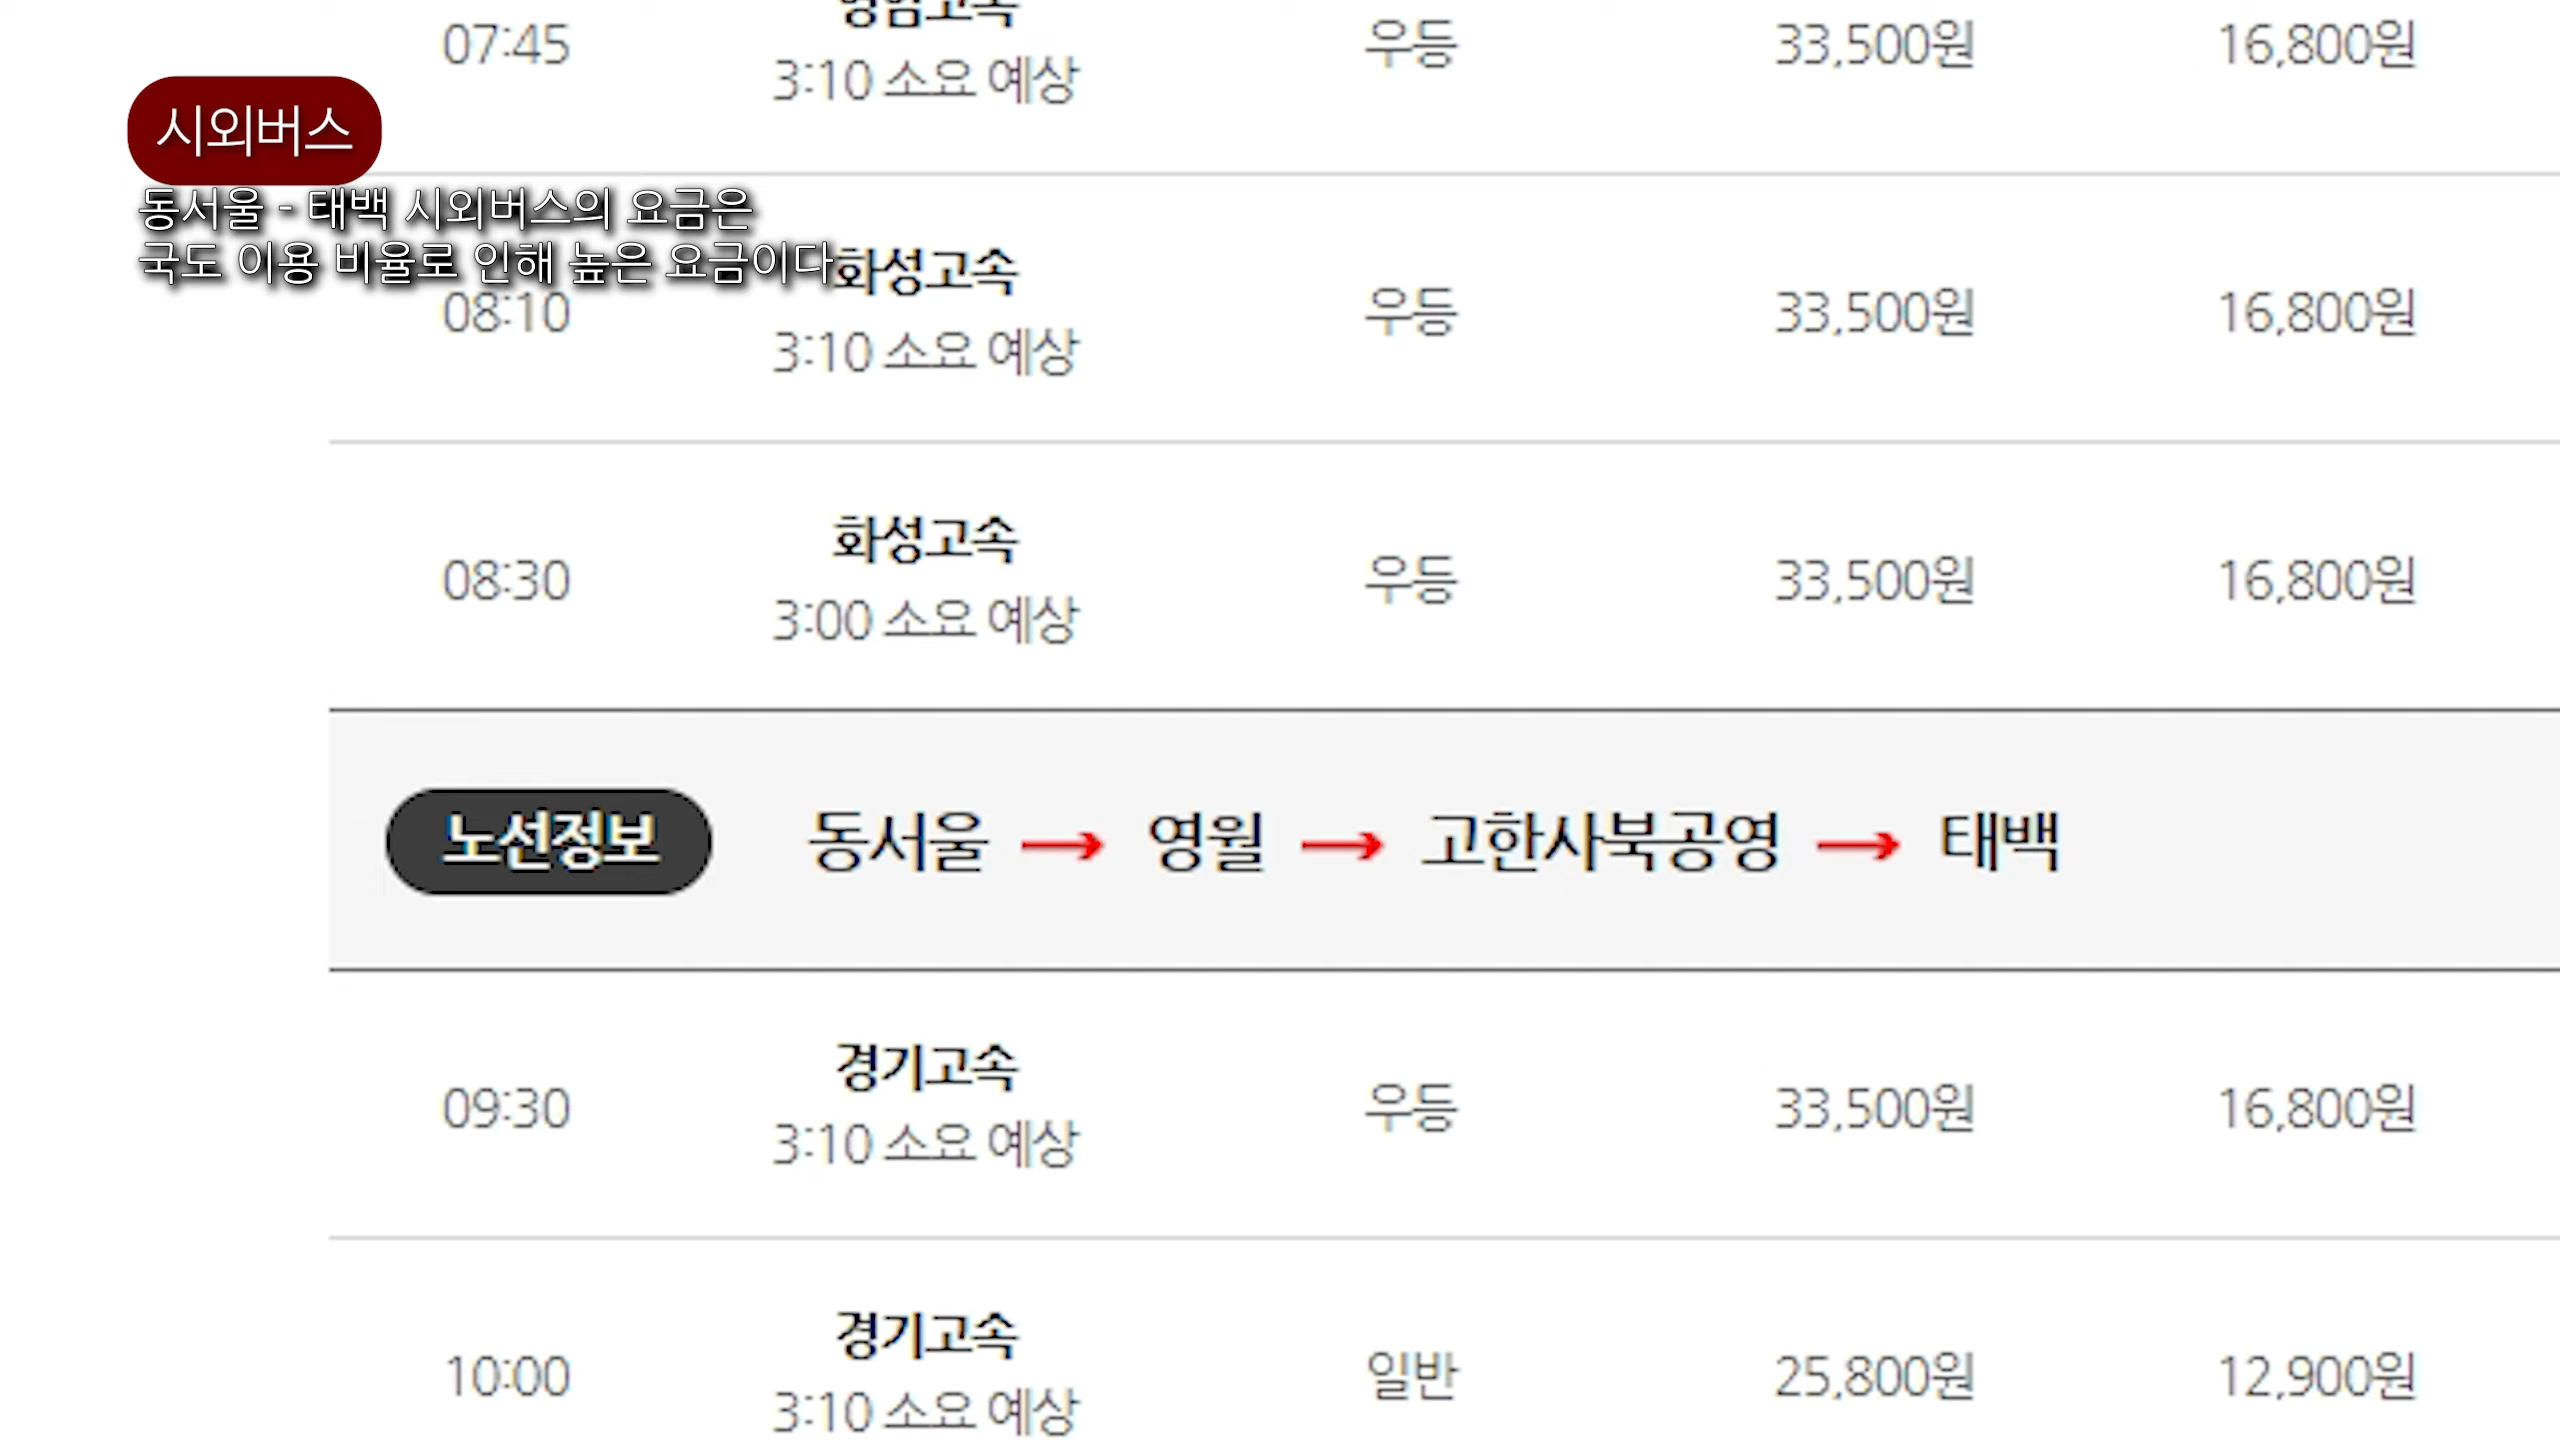 07:45
우등
33,500원
16,800원
3:10 소요 예상
시외버스
동서울 - 태백 시외버스의 요금은
국도 이용 비율로 인해 높은 요금이다
화성고속
08:10
우등
33,500원
16,800원
3:10 소요 예상
화성고속
08:30
우등
33,500원
16,800원
3:00 소요 예상
노선정보
동서울 → 영월 → 고한사북공영 → 태백
경기고속
09:30
우등
33,500원
16,800원
3:10 소요 예상
경기고속
10:00
일반
25,800원
12,900원
3:10 소요 예상